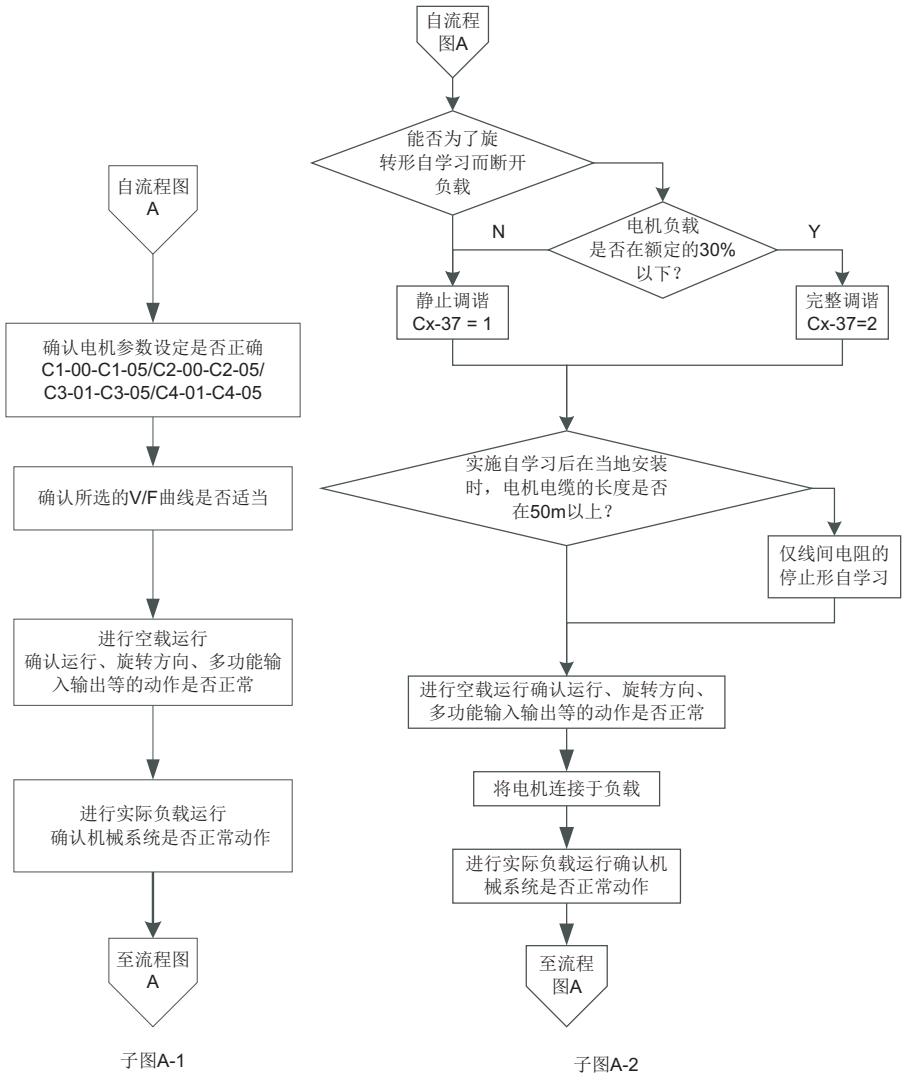 自流程图
A
确认电机参数设定是否正确
C1-00-C1-05/C2-00-C2-05/
C3-01-C3-05/C4-01-C4-05
确认所选的V/F曲线是否适当
进行空载运行
确认运行、旋转方向、多功能输
入输出等的动作是否正常
进行实际负载运行
确认机械系统是否正常动作
至流程图
A
子图A-1
自流程
图A
能否为了旋
转形自学习而断开
负载
电机负载
是否在额定的30%
以下？
N
Y
静止调谐
Cx-37 = 1
完整调谐
Cx-37=2
实施自学习后在当地安装
时，电机电缆的长度是否
在50m以上？
仅线间电阻的
停止形自学习
进行空载运行确认运行、旋转方向、
多功能输入输出等的动作是否正常
将电机连接于负载
进行实际负载运行确认机
械系统是否正常动作
至流程
图A
子图A-2